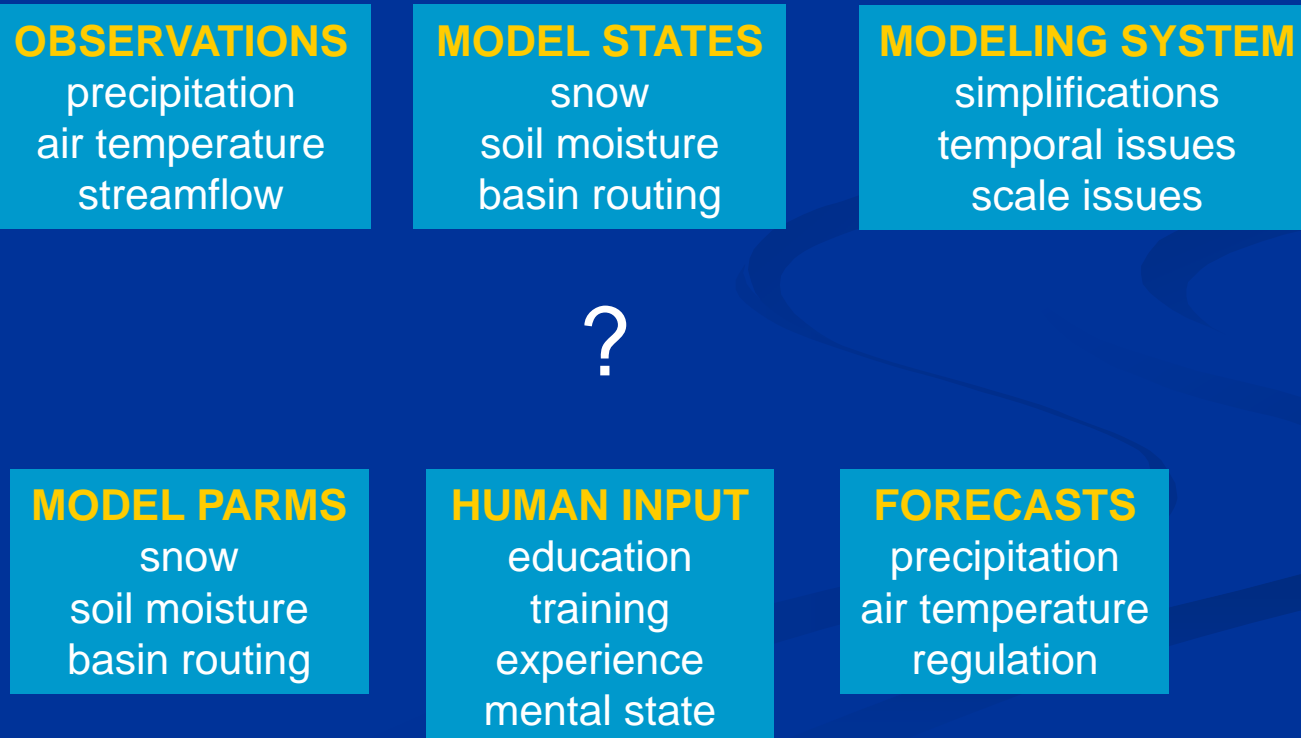 OBSERVATIONS
precipitation
air temperature
streamflow
MODEL STATES
snow
soil moisture
basin routing
MODELING SYSTEM
simplifications
temporal issues
scale issues
?
MODEL PARMS
snow
soil moisture
basin routing
HUMAN INPUT
education
training
experience
mental state
FORECASTS
precipitation
air temperature
regulation